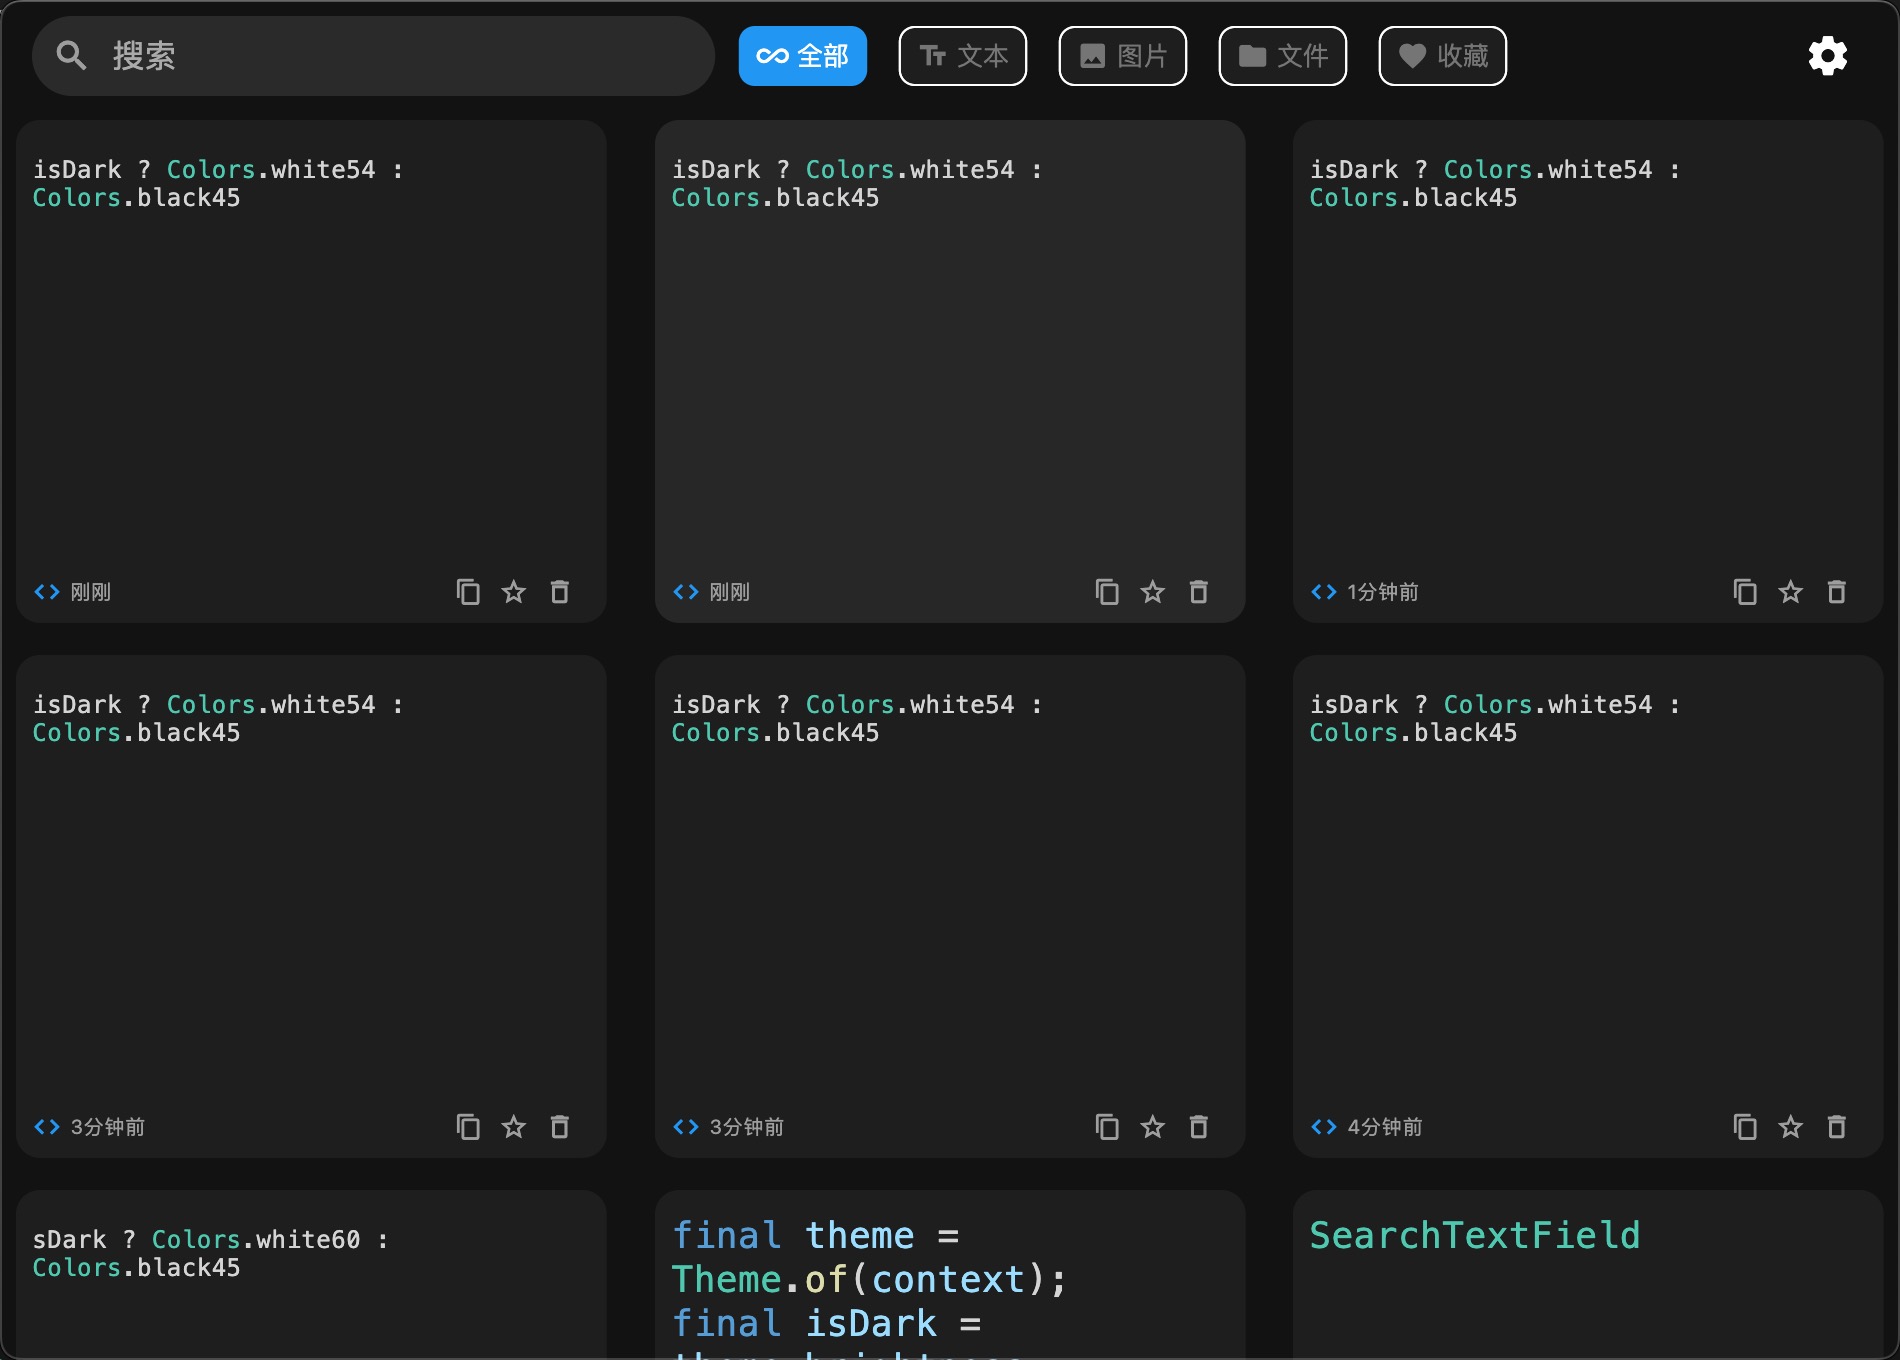 搜索
全部
文本
图片
文件
收藏
isDark ? Colors.white54 :
Colors.black45
刚刚
isDark ? Colors.white54 :
Colors.black45
刚刚
isDark ? Colors.white54 :
Colors.black45
1分钟前
isDark ? Colors.white54 :
Colors.black45
3分钟前
isDark ? Colors.white54 :
Colors.black45
3分钟前
isDark ? Colors.white54 :
Colors.black45
4分钟前
sDark ? Colors.white60 :
Colors.black45
final theme =
Theme.of(context);
final isDark =
SearchTextField